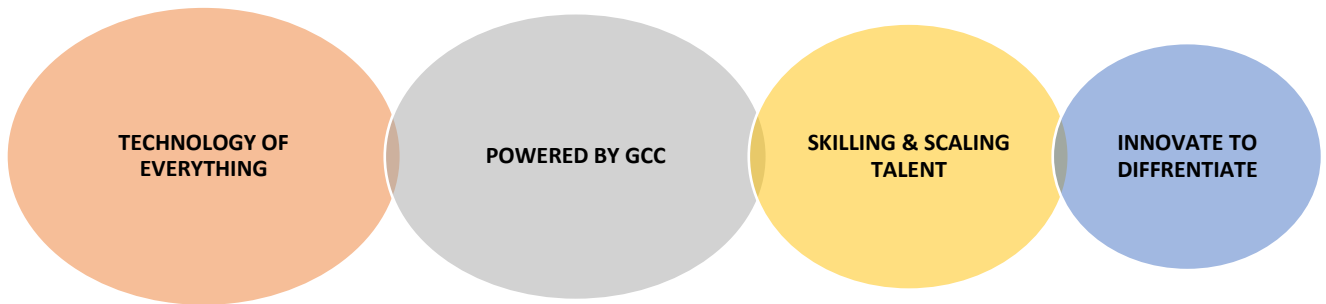 TECHNOLOGY OF
EVERYTHING
POWERED BY GCC
SKILLING & SCALING
TALENT
INNOVATE TO
DIFFRENTIATE